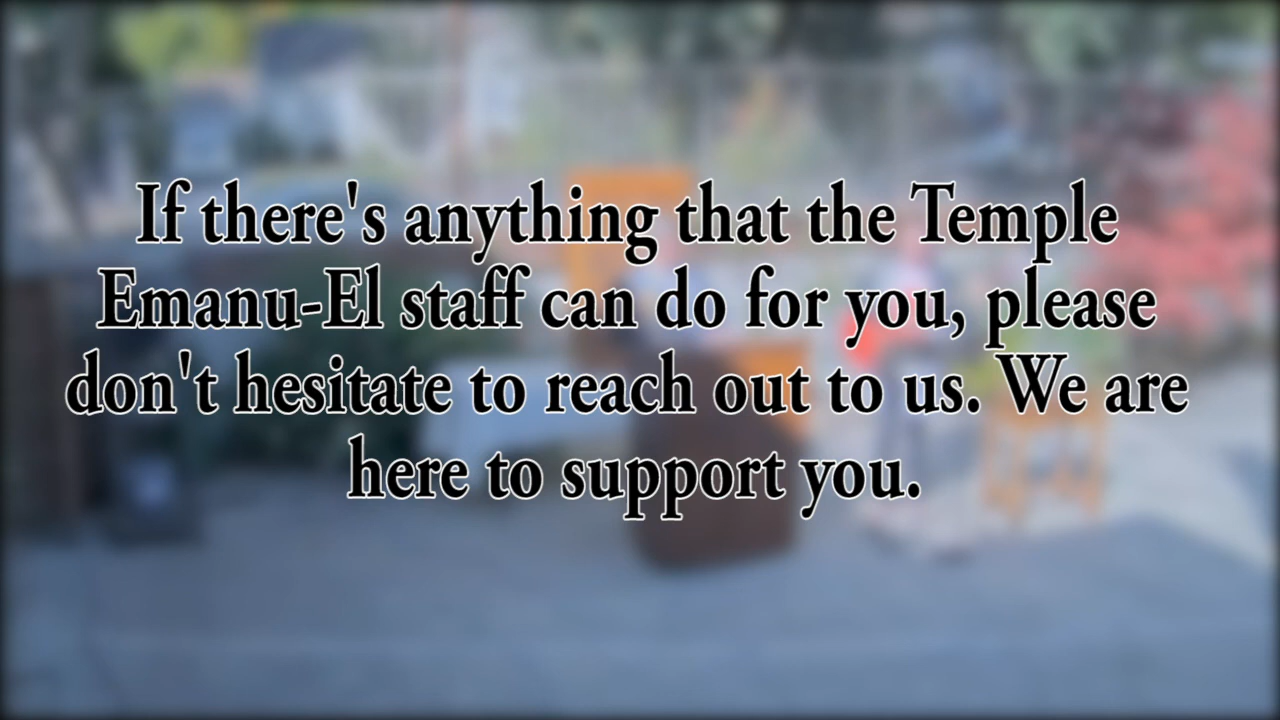 If there's anything that the Temple
Emanu-El staff can do for you, please
don't hesitate to reach out to us. We are
here to support you.